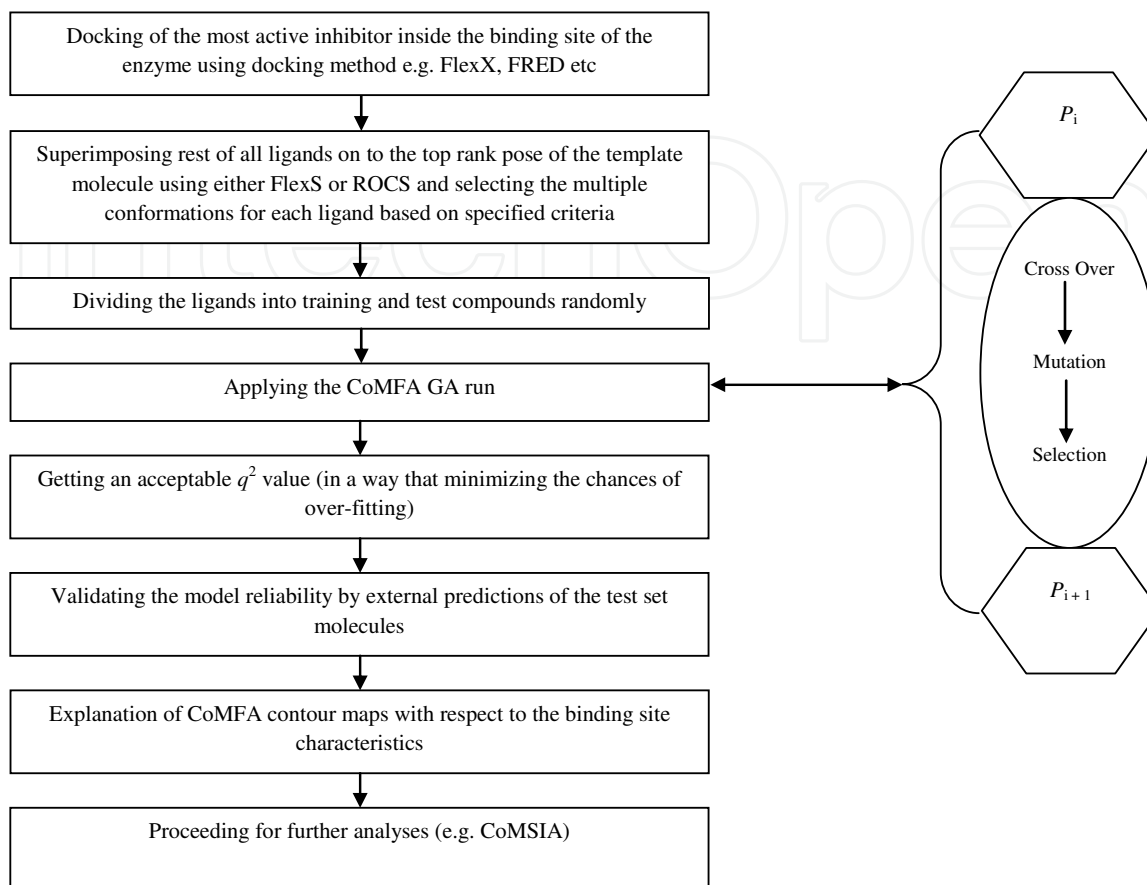 Docking of the most active inhibitor inside the binding site of the
enzyme using docking method e.g. FlexX, FRED etc
Superimposing rest of all ligands on to the top rank pose of the template
molecule using either FlexS or ROCS and selecting the multiple
conformations for each ligand based on specified criteria
Dividing the ligands into training and test compounds randomly
Applying the CoMFA GA run
Getting an acceptable q² value (in a way that minimizing the chances of
over-fitting)
Validating the model reliability by external predictions of the test set
molecules
Explanation of CoMFA contour maps with respect to the binding site
characteristics
Proceeding for further analyses (e.g. CoMSIA)
P i
Cross Over
Mutation
Selection
P i + 1
IntechOpen